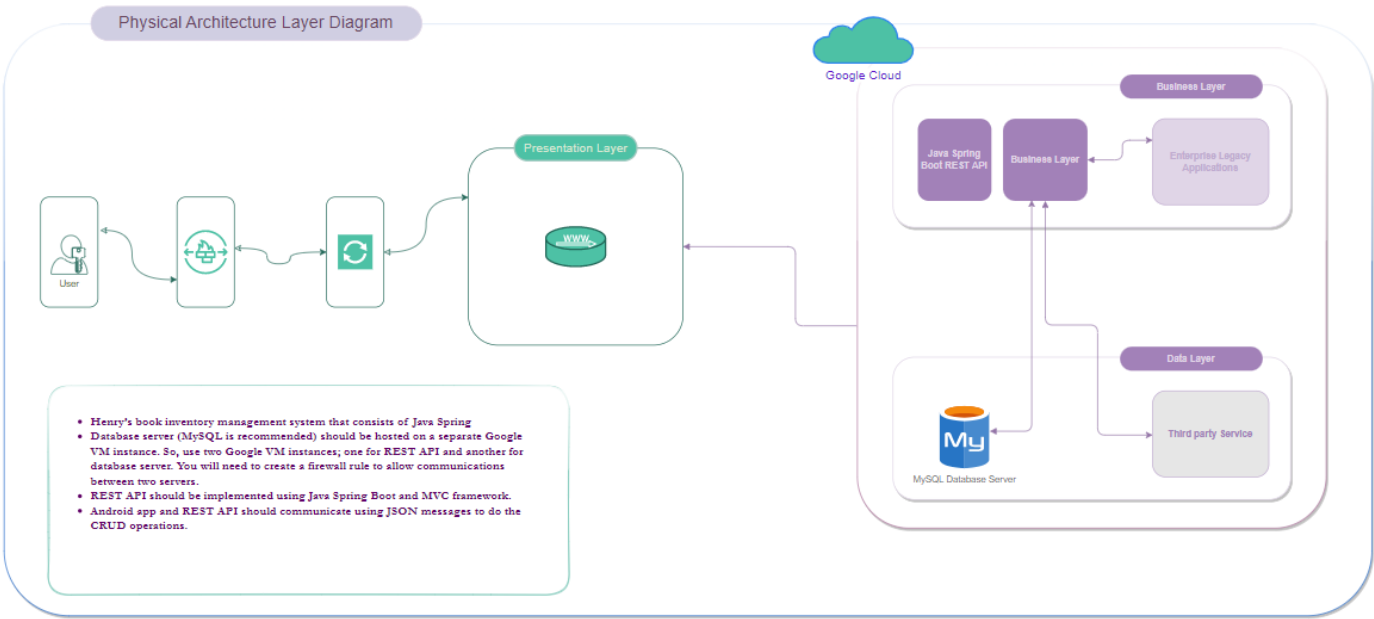 Physical Architecture Layer Diagram
Google Cloud
Business Layer
Java Spring
Boot REST API
Business Layer
Enterprise Legacy
Applications
Presentation Layer
WWW
User
Data Layer
My
MySQL Database Server
Third party Service
• Henry's book inventory management system that consists of Java Spring
• Database server (MySQL is recommended) should be hosted on a separate Google
VM instance. So, use two Google VM instances; one for REST API and another for
database server. You will need to create a firewall rule to allow communications
between two servers.
• REST API should be implemented using Java Spring Boot and MVC framework.
• Android app and REST API should communicate using JSON messages to do the
CRUD operations.